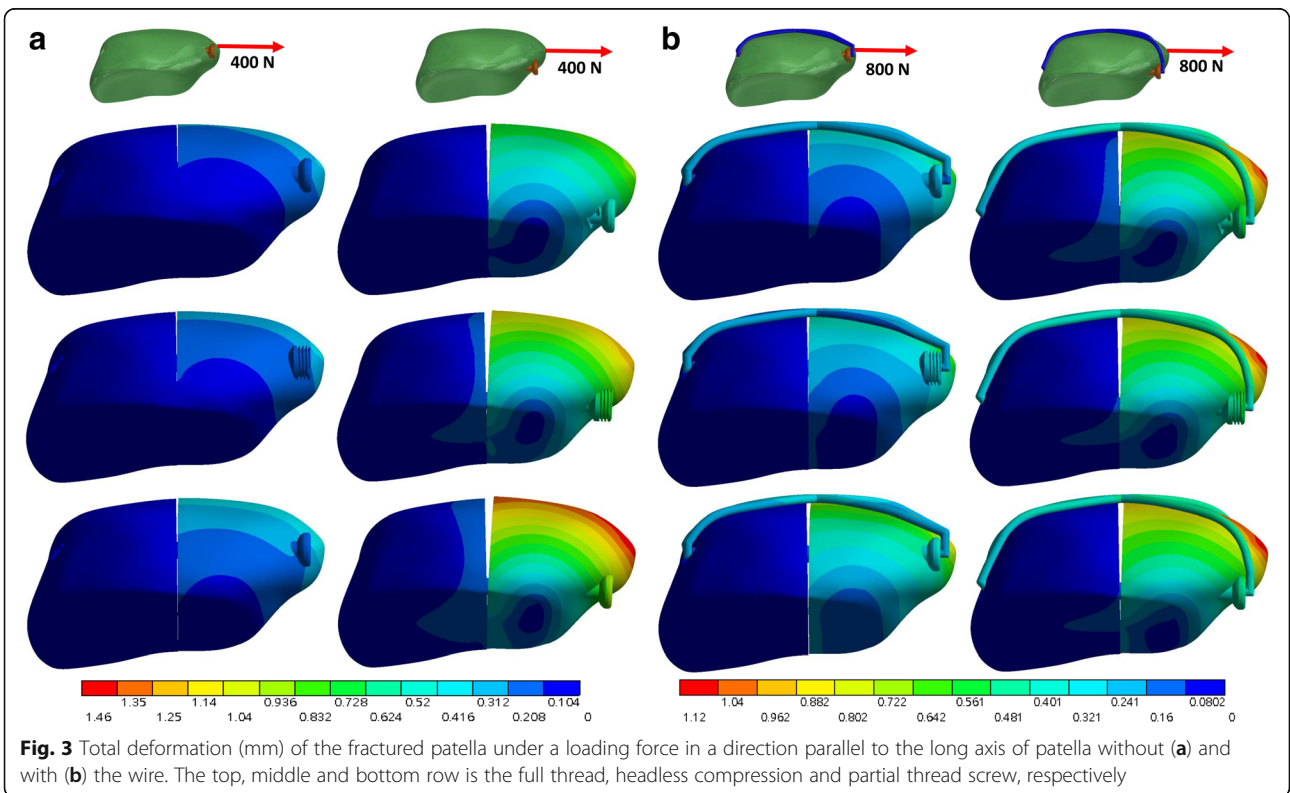 a
b
400 N
400 N
800 N
800 N
1.35 1.14 0.936 0.728 0.52 0.312 0.104
1.46 1.25 1.04 0.832 0.624 0.416 0.208 0
1.04 0.882 0.722 0.561 0.401 0.241 0.0802
1.12 0.962 0.802 0.642 0.481 0.321 0.16 0
Fig. 3 Total deformation (mm) of the fractured patella under a loading force in a direction parallel to the long axis of patella without (a) and
with (b) the wire. The top, middle and bottom row is the full thread, headless compression and partial thread screw, respectively